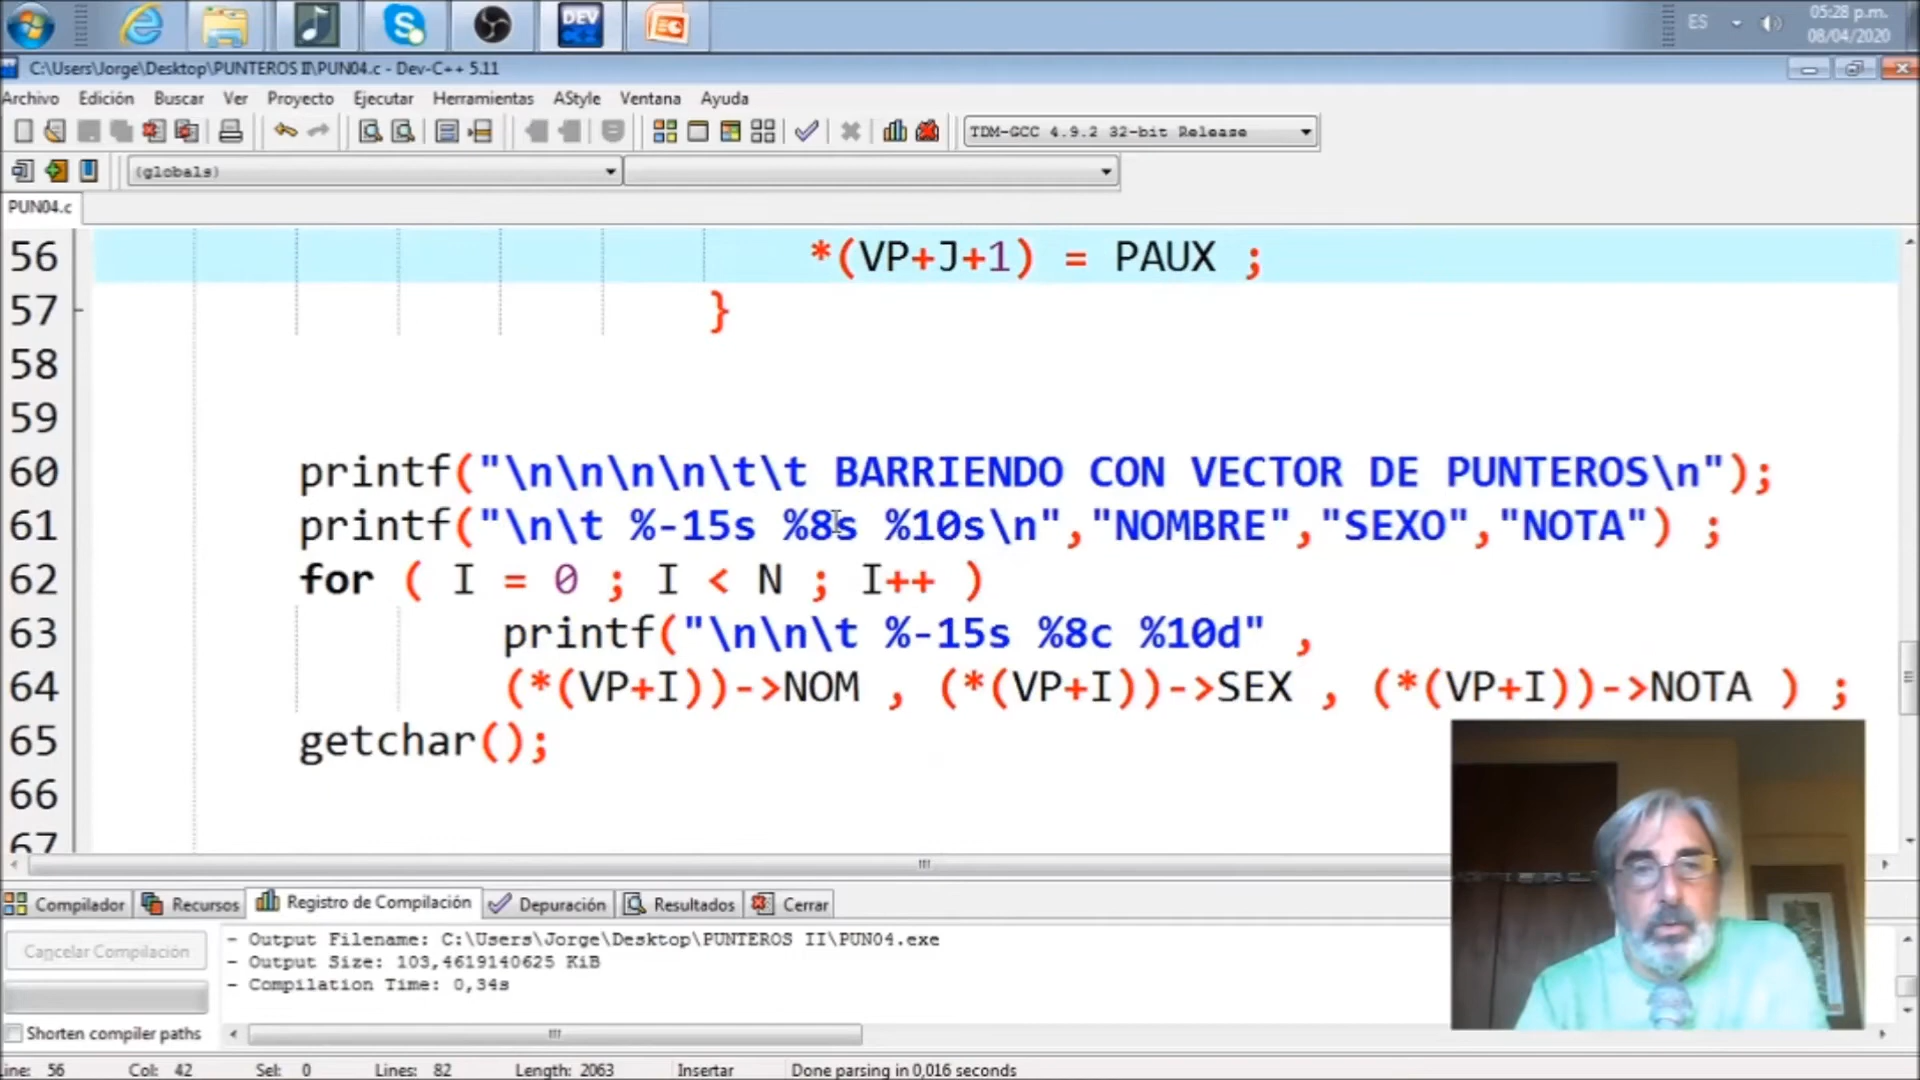 DEV
ES
05:28 p.m.
08/04/2020
C:\Users\Jorge\Desktop\PUNTEROS II\PUN04.c - Dev-C++ 5.11
Archivo Edición Buscar Ver Proyecto Ejecutar Herramientas AStyle Ventana Ayuda
TDM-GCC 4.9.2 32-bit Release
(globals)
PUN04.c
56 *(VP+J+1) = PAUX ;
57 }
58
59
60 printf("\n\n\n\n\t\t BARRIENDO CON VECTOR DE PUNTEROS\n");
61 printf("\n\t %-15s %8s %10s\n","NOMBRE","SEXO","NOTA") ;
62 for ( I = 0 ; I < N ; I++ )
63 printf("\n\n\t %-15s %8c %10d" ,
64 (*(VP+I))->NOM , (*(VP+I))->SEX , (*(VP+I))->NOTA ) ;
65 getchar();
66
67
Compilador Recursos Registro de Compilación Depuración Resultados Cerrar
Cancelar Compilación
- Output Filename: C:\Users\Jorge\Desktop\PUNTEROS II\PUN04.exe
- Output Size: 103,4619140625 KiB
- Compilation Time: 0,34s
Shorten compiler paths
Line: 56 Col: 42 Sel: 0 Lines: 82 Length: 2063 Insertar Done parsing in 0,016 seconds